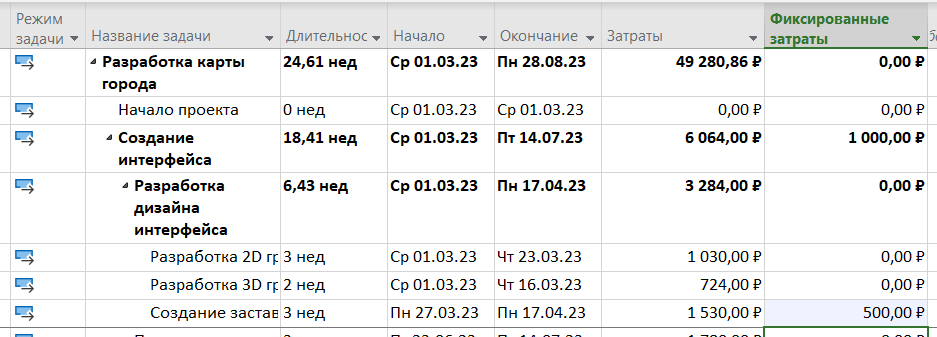 Режим задачи Название задачи Длительнос Начало Окончание Затраты Фиксированные затраты
Разработка карты города 24,61 нед Ср 01.03.23 Пн 28.08.23 49 280,86 ₽ 0,00 ₽
Начало проекта 0 нед Ср 01.03.23 Ср 01.03.23 0,00 ₽ 0,00 ₽
Создание интерфейса 18,41 нед Ср 01.03.23 Пт 14.07.23 6 064,00 ₽ 1 000,00 ₽
Разработка дизайна интерфейса 6,43 нед Ср 01.03.23 Пн 17.04.23 3 284,00 ₽ 0,00 ₽
Разработка 2D гр 3 нед Ср 01.03.23 Чт 23.03.23 1 030,00 ₽ 0,00 ₽
Разработка 3D гр 2 нед Ср 01.03.23 Чт 16.03.23 724,00 ₽ 0,00 ₽
Создание застав 3 нед Пн 27.03.23 Пн 17.04.23 1 530,00 ₽ 500,00 ₽